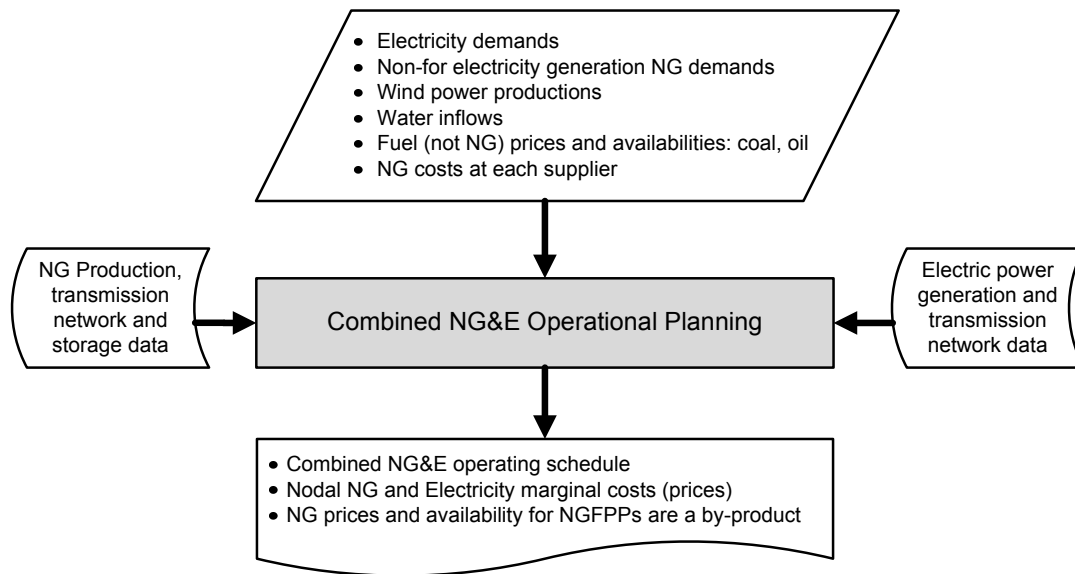 • Electricity demands
• Non-for electricity generation NG demands
• Wind power productions
• Water inflows
• Fuel (not NG) prices and availabilities: coal, oil
• NG costs at each supplier
NG Production,
transmission
network and
storage data
Combined NG&E Operational Planning
Electric power
generation and
transmission
network data
• Combined NG&E operating schedule
• Nodal NG and Electricity marginal costs (prices)
• NG prices and availability for NGFPPs are a by-product